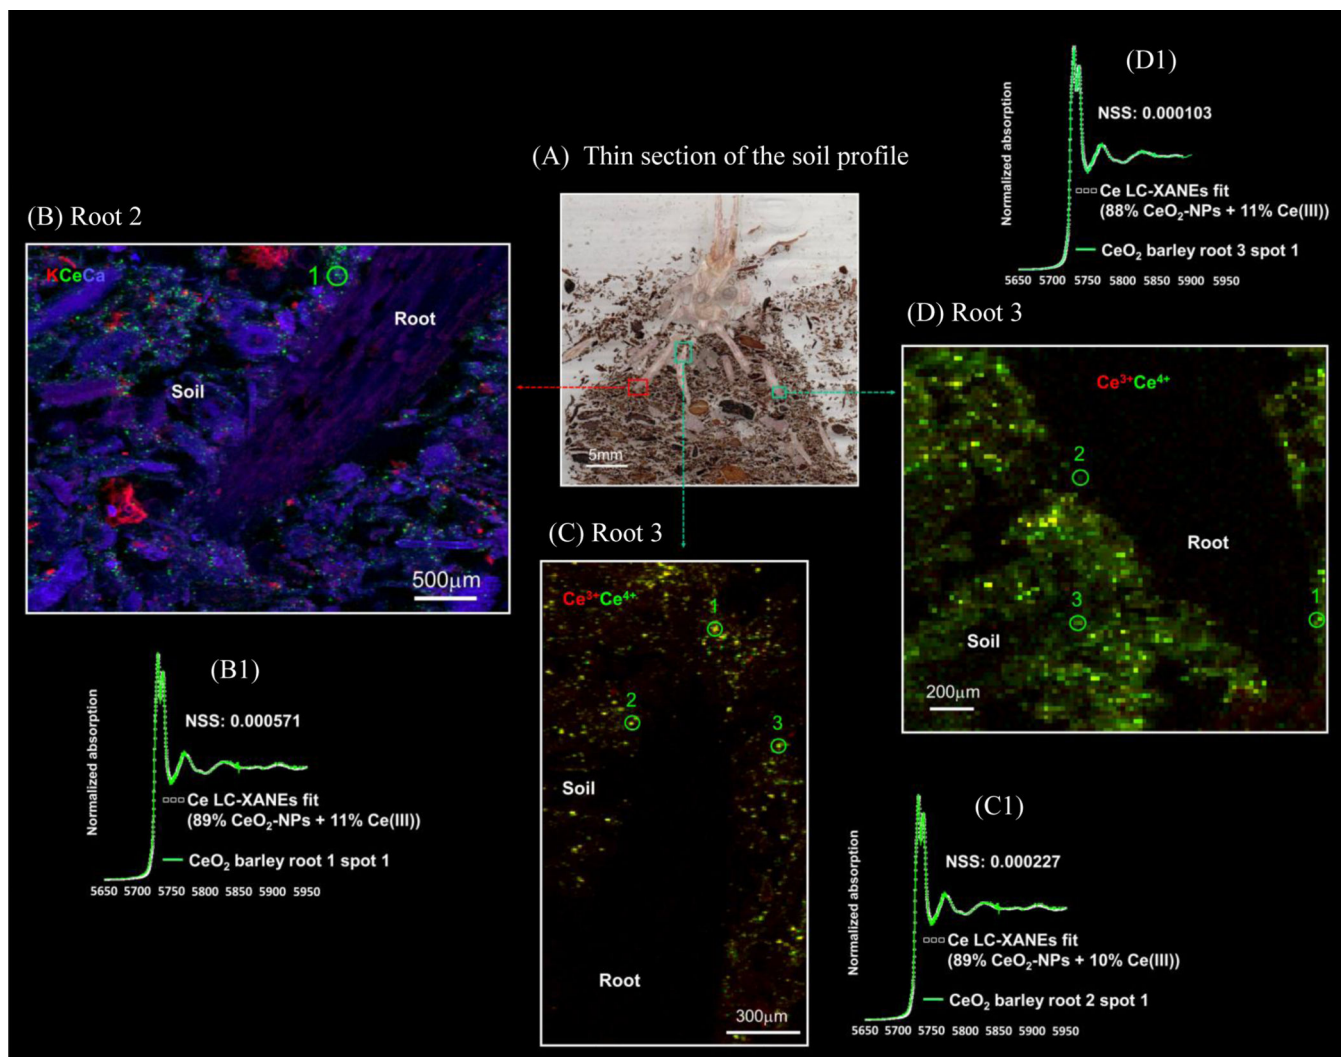 (A) Thin section of the soil profile
5mm
(B) Root 2
KCeCa
1
Root
Soil
500μm
(B1)
Normalized absorption
NSS: 0.000571
Ce LC-XANEs fit
(89% CeO₂-NPs + 11% Ce(III))
CeO₂ barley root 1 spot 1
5650 5700 5750 5800 5850 5900 5950
(C) Root 3
Ce³⁺Ce⁴⁺
1
2
3
Soil
Root
300μm
(C1)
Normalized absorption
NSS: 0.000227
Ce LC-XANEs fit
(89% CeO₂-NPs + 10% Ce(III))
CeO₂ barley root 2 spot 1
5650 5700 5750 5800 5850 5900 5950
(D1)
Normalized absorption
NSS: 0.000103
Ce LC-XANEs fit
(88% CeO₂-NPs + 11% Ce(III))
CeO₂ barley root 3 spot 1
5650 5700 5750 5800 5850 5900 5950
(D) Root 3
Ce³⁺Ce⁴⁺
2
Root
3
1
Soil
200μm